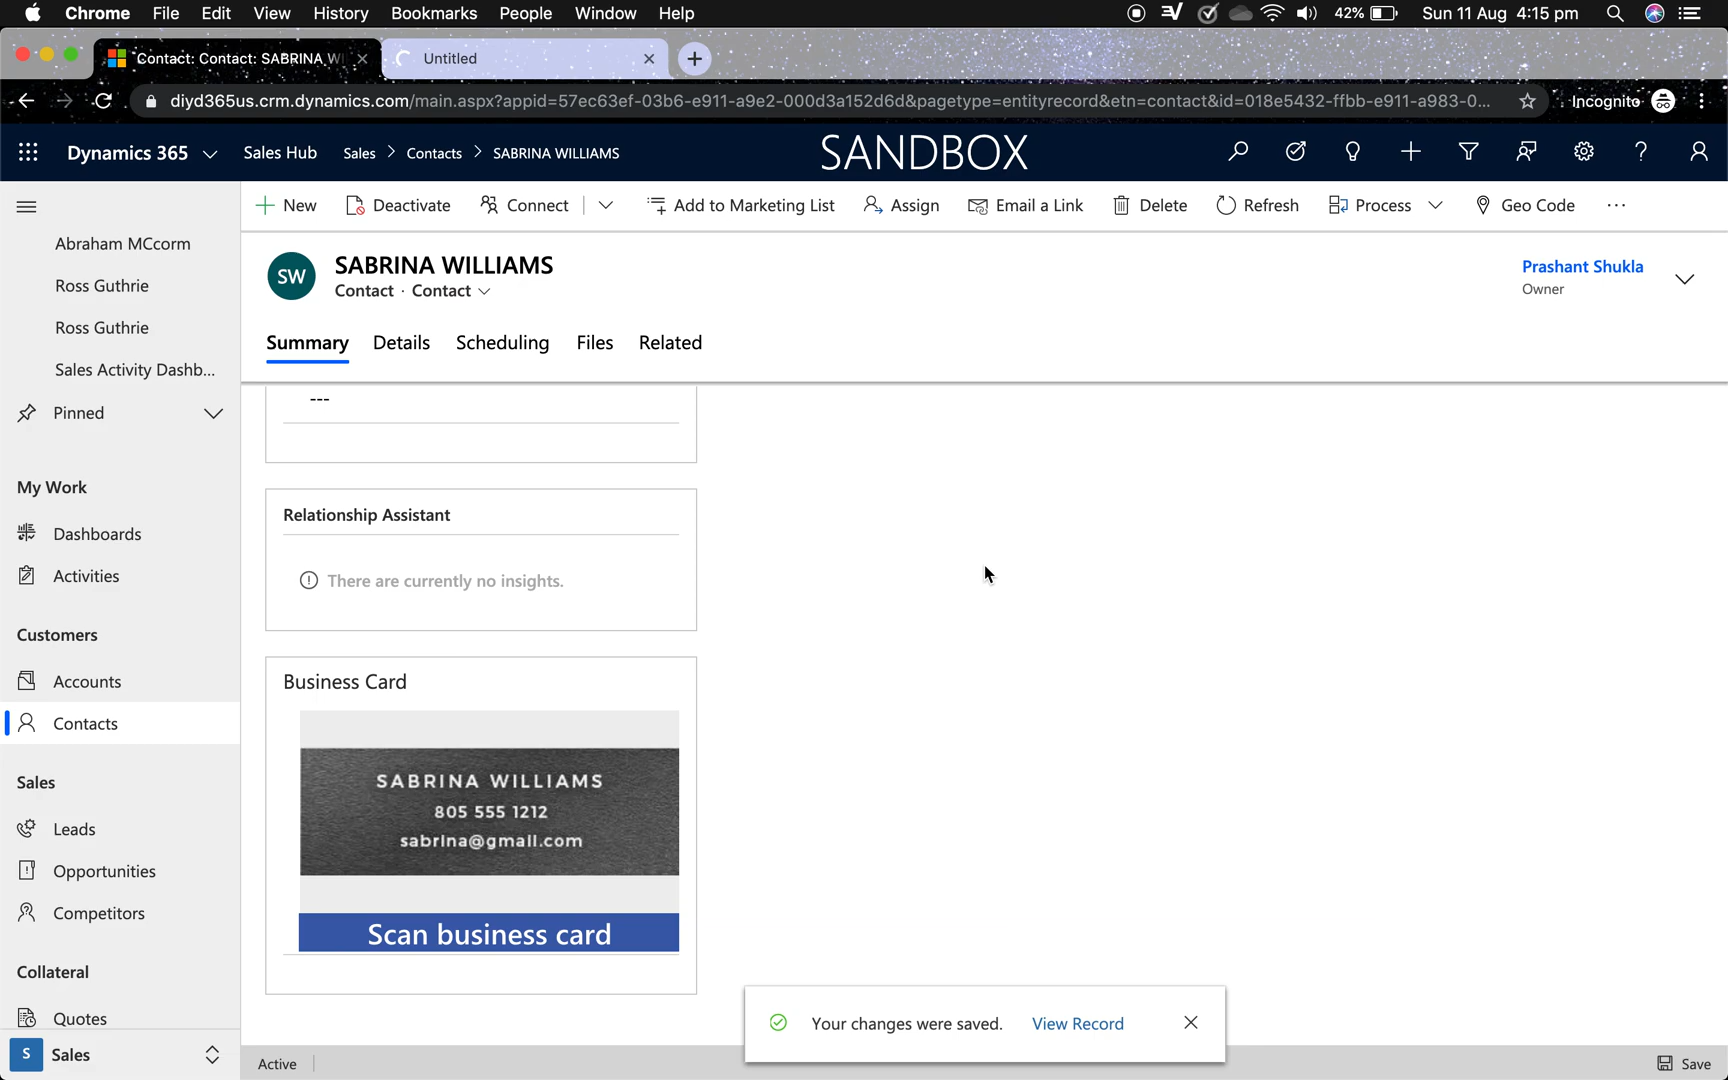 Chrome File Edit View History Bookmarks People Window Help 42% Sun 11 Aug 4:15 pm
Contact: Contact: SABRINA WI Untitled
diyd365us.crm.dynamics.com/main.aspx?appid=57ec63ef-03b6-e911-a9e2-000d3a152d6d&pagetype=entityrecord&etn=contact&id=018e5432-ffbb-e911-a983-0... Incognito
Dynamics 365 Sales Hub Sales > Contacts > SABRINA WILLIAMS SANDBOX
New Deactivate Connect Add to Marketing List Assign Email a Link Delete Refresh Process Geo Code ...
Abraham MCcorm
Ross Guthrie
Ross Guthrie
Sales Activity Dashb...
Pinned
My Work
Dashboards
Activities
Customers
Accounts
Contacts
Sales
Leads
Opportunities
Competitors
Collateral
Quotes
S Sales
SW SABRINA WILLIAMS
Contact · Contact
Prashant Shukla
Owner
Summary Details Scheduling Files Related
---
Relationship Assistant
There are currently no insights.
Business Card
SABRINA WILLIAMS
805 555 1212
sabrina@gmail.com
Scan business card
Your changes were saved. View Record
Active Save